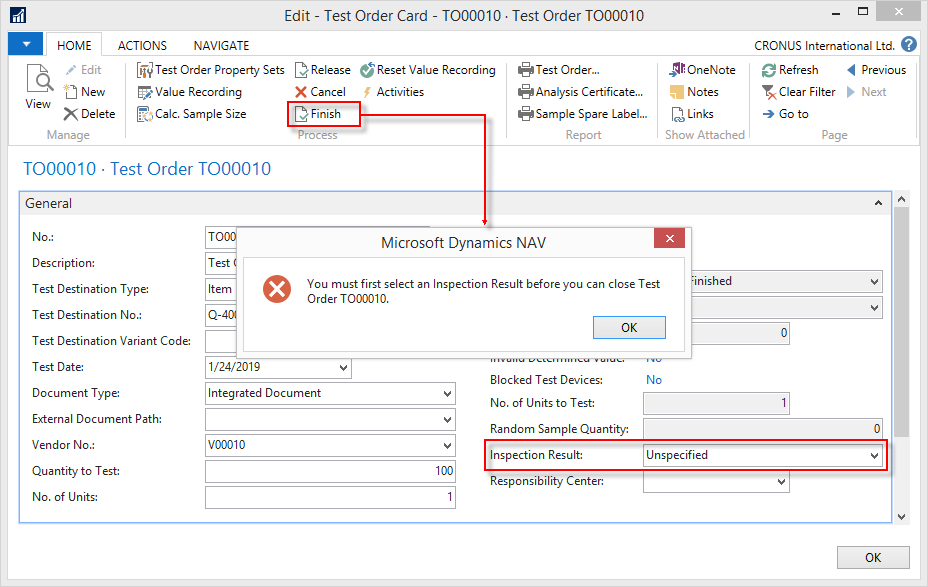 Edit - Test Order Card - TO00010 · Test Order TO00010
HOME ACTIONS NAVIGATE CRONUS International Ltd.
View
Edit
New
Delete
Manage
Test Order Property Sets
Value Recording
Calc. Sample Size
Release
Cancel
Finish
Reset Value Recording
Activities
Process
Test Order...
Analysis Certificate...
Sample Spare Label...
Report
OneNote
Notes
Links
Show Attached
Refresh
Clear Filter
Go to
Previous
Next
Page
TO00010 · Test Order TO00010
General
No.: TO00
Description: Test
Test Destination Type: Item
Test Destination No.: Q-400
Test Destination Variant Code:
Test Date: 1/24/2019
Document Type: Integrated Document
External Document Path:
Vendor No.: V00010
Quantity to Test: 100
No. of Units: 1
Microsoft Dynamics NAV
You must first select an Inspection Result before you can close Test
Order TO00010.
OK
Finished
0
Invalid Determined Value: No
Blocked Test Devices: No
No. of Units to Test: 1
Random Sample Quantity: 0
Inspection Result: Unspecified
Responsibility Center:
OK